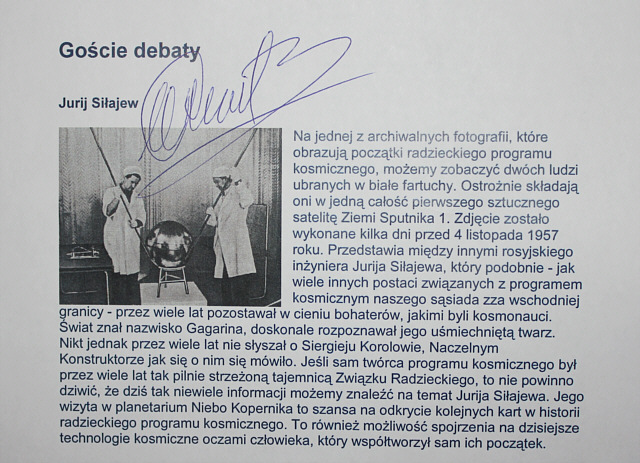 Goście debaty
Jurij Siłajew
Na jednej z archiwalnych fotografii, które
obrazują początki radzieckiego programu
kosmicznego, możemy zobaczyć dwóch ludzi
ubranych w białe fartuchy. Ostrożnie składają
oni w jedną całość pierwszego sztucznego
satelitę Ziemi Sputnika 1. Zdjęcie zostało
wykonane kilka dni przed 4 listopada 1957
roku. Przedstawia między innymi rosyjskiego
inżyniera Jurija Siłajewa, który podobnie - jak
wiele innych postaci związanych z programem
kosmicznym naszego sąsiada zza wschodniej
granicy - przez wiele lat pozostawał w cieniu bohaterów, jakimi byli kosmonauci.
Świat znał nazwisko Gagarina, doskonale rozpoznawał jego uśmiechniętą twarz.
Nikt jednak przez wiele lat nie słyszał o Siergieju Korolowie, Naczelnym
Konstruktorze jak się o nim się mówiło. Jeśli sam twórca programu kosmicznego był
przez wiele lat tak pilnie strzeżoną tajemnicą Związku Radzieckiego, to nie powinno
dziwić, że dziś tak niewiele informacji możemy znaleźć na temat Jurija Siłajewa. Jego
wizyta w planetarium Niebo Kopernika to szansa na odkrycie kolejnych kart w historii
radzieckiego programu kosmicznego. To również możliwość spojrzenia na dzisiejsze
technologie kosmiczne oczami człowieka, który współtworzył sam ich początek.